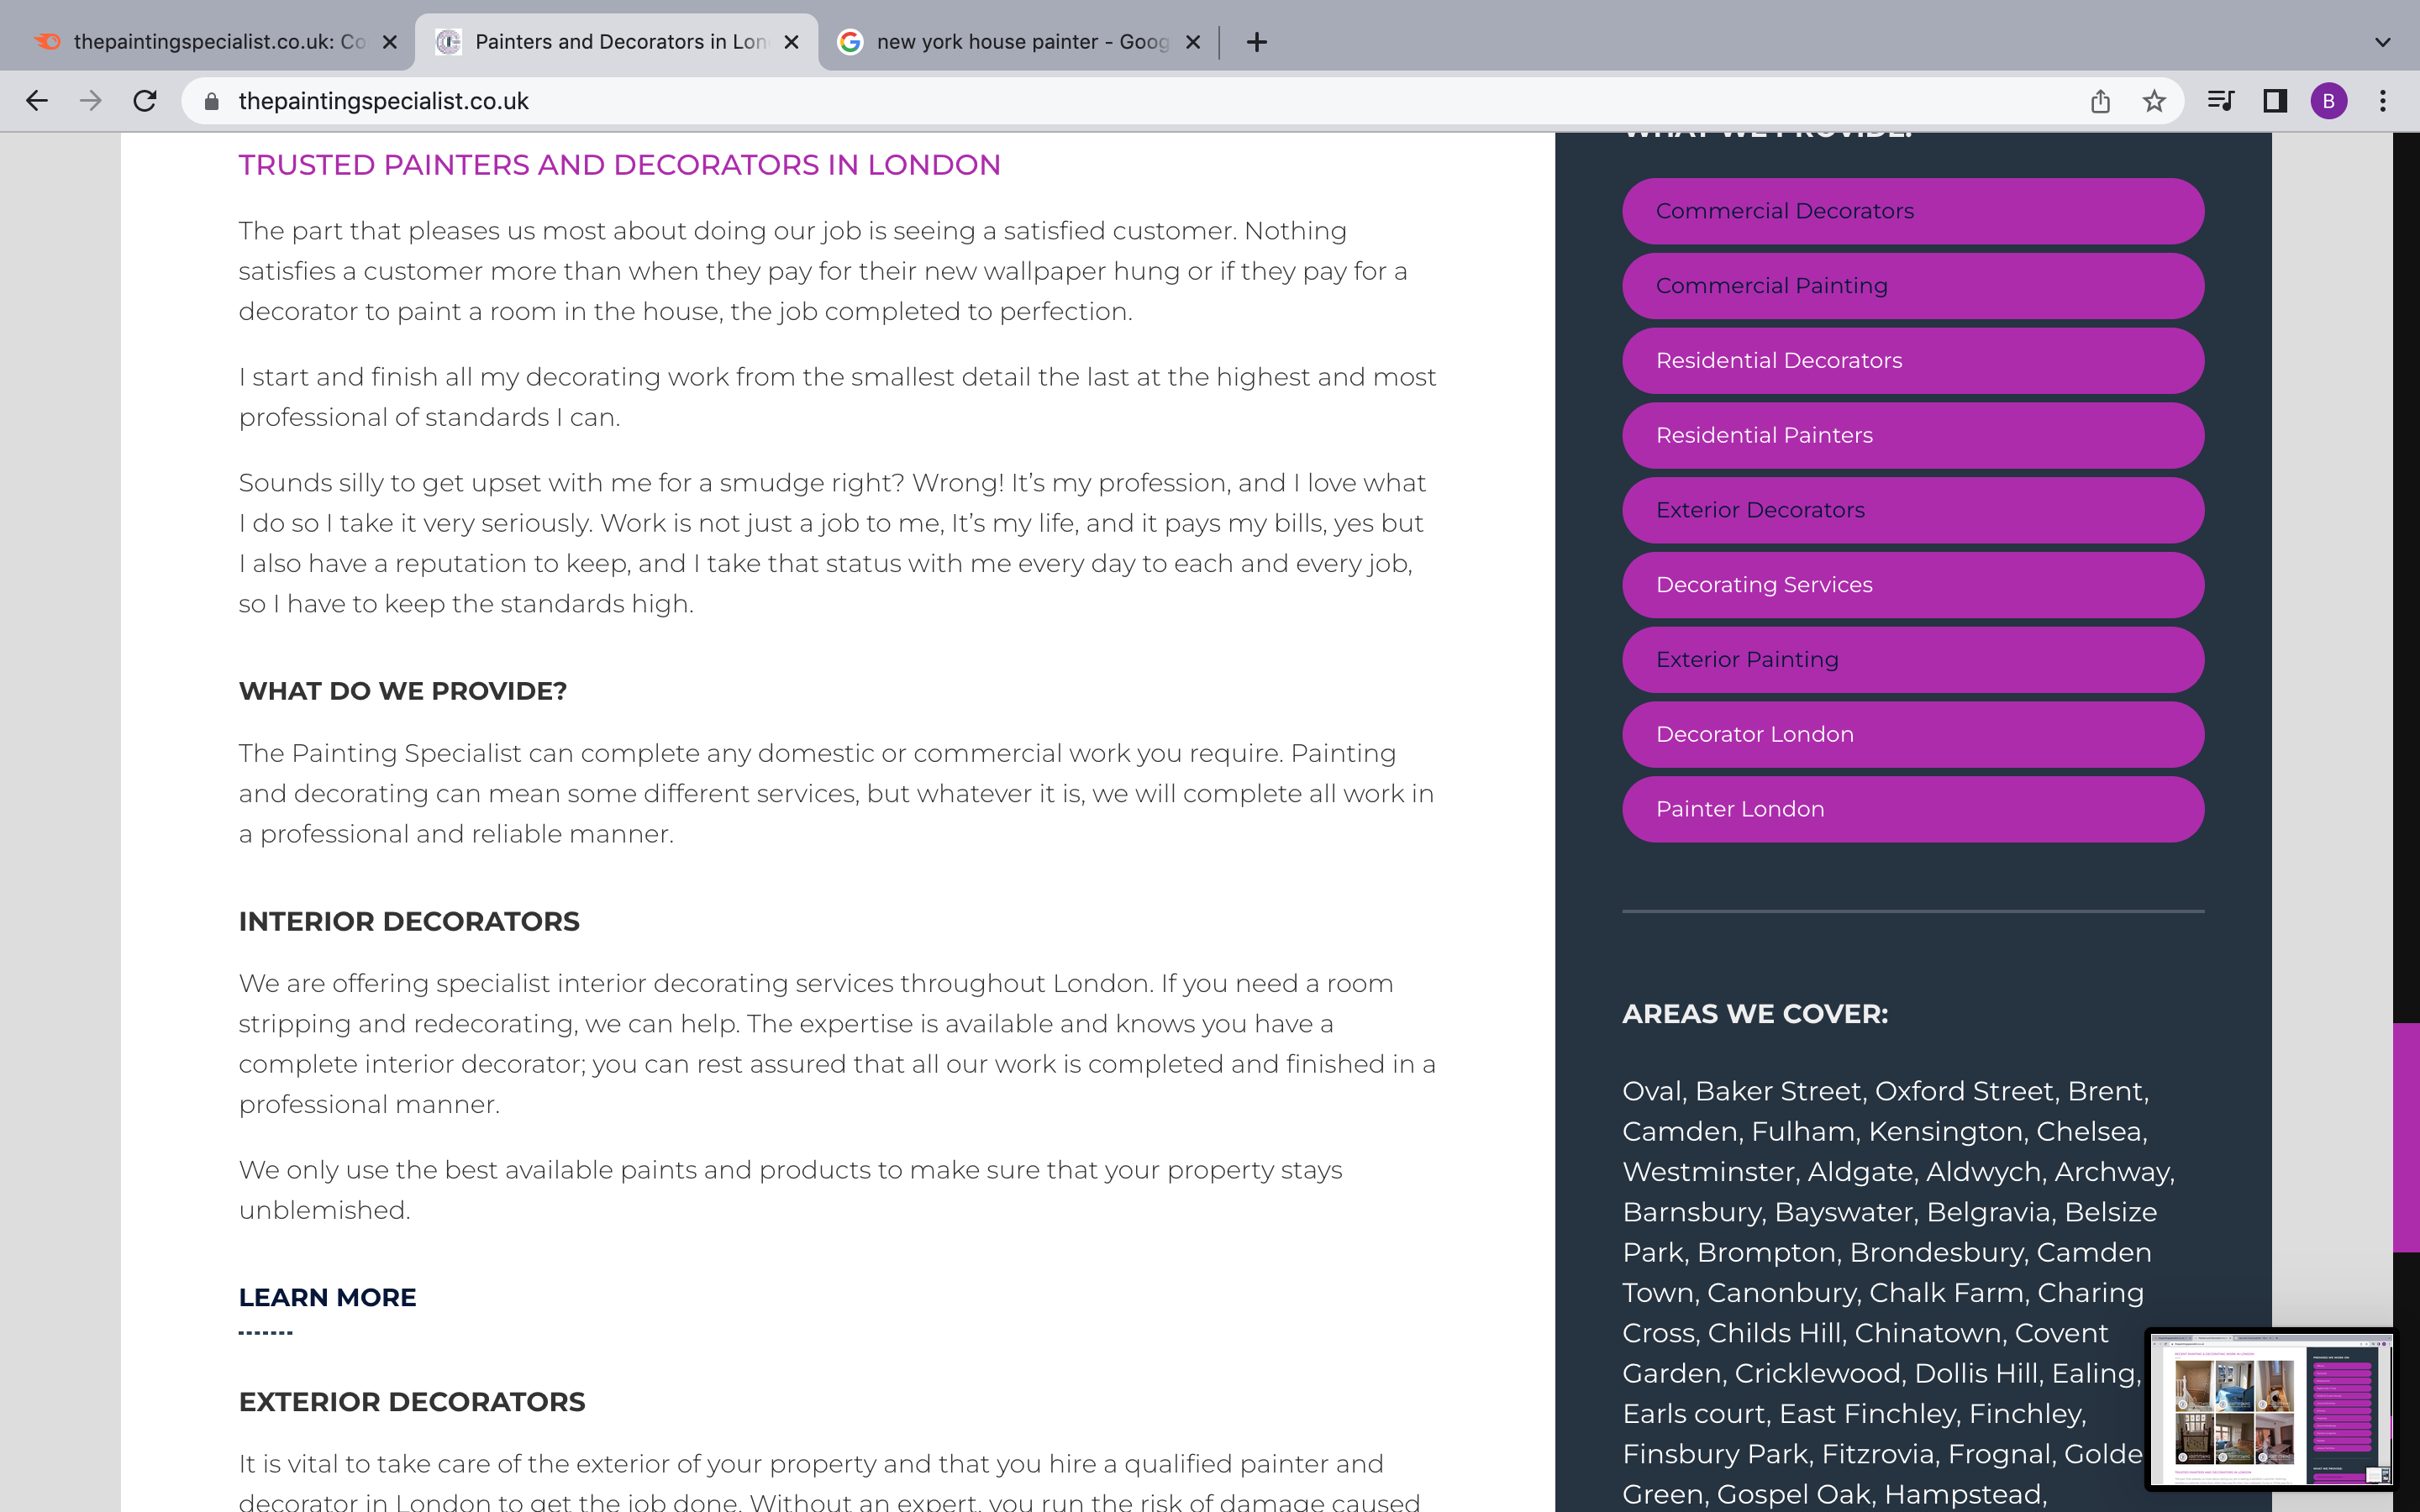 thepaintingspecialist.co.uk: Co
Painters and Decorators in Lon
new york house painter - Goog
thepaintingspecialist.co.uk
B
TRUSTED PAINTERS AND DECORATORS IN LONDON
The part that pleases us most about doing our job is seeing a satisfied customer. Nothing
satisfies a customer more than when they pay for their new wallpaper hung or if they pay for a
decorator to paint a room in the house, the job completed to perfection.
I start and finish all my decorating work from the smallest detail the last at the highest and most
professional of standards I can.
Sounds silly to get upset with me for a smudge right? Wrong! It’s my profession, and I love what
I do so I take it very seriously. Work is not just a job to me, It’s my life, and it pays my bills, yes but
I also have a reputation to keep, and I take that status with me every day to each and every job,
so I have to keep the standards high.
WHAT DO WE PROVIDE?
The Painting Specialist can complete any domestic or commercial work you require. Painting
and decorating can mean some different services, but whatever it is, we will complete all work in
a professional and reliable manner.
INTERIOR DECORATORS
We are offering specialist interior decorating services throughout London. If you need a room
stripping and redecorating, we can help. The expertise is available and knows you have a
complete interior decorator; you can rest assured that all our work is completed and finished in a
professional manner.
We only use the best available paints and products to make sure that your property stays
unblemished.
LEARN MORE
EXTERIOR DECORATORS
It is vital to take care of the exterior of your property and that you hire a qualified painter and
decorator in London to get the job done. Without an expert, you run the risk of damage caused
WHAT WE PROVIDE:
Commercial Decorators
Commercial Painting
Residential Decorators
Residential Painters
Exterior Decorators
Decorating Services
Exterior Painting
Decorator London
Painter London
AREAS WE COVER:
Oval, Baker Street, Oxford Street, Brent,
Camden, Fulham, Kensington, Chelsea,
Westminster, Aldgate, Aldwych, Archway,
Barnsbury, Bayswater, Belgravia, Belsize
Park, Brompton, Brondesbury, Camden
Town, Canonbury, Chalk Farm, Charing
Cross, Childs Hill, Chinatown, Covent
Garden, Cricklewood, Dollis Hill, Ealing,
Earls court, East Finchley, Finchley,
Finsbury Park, Fitzrovia, Frognal, Golde
Green, Gospel Oak, Hampstead,